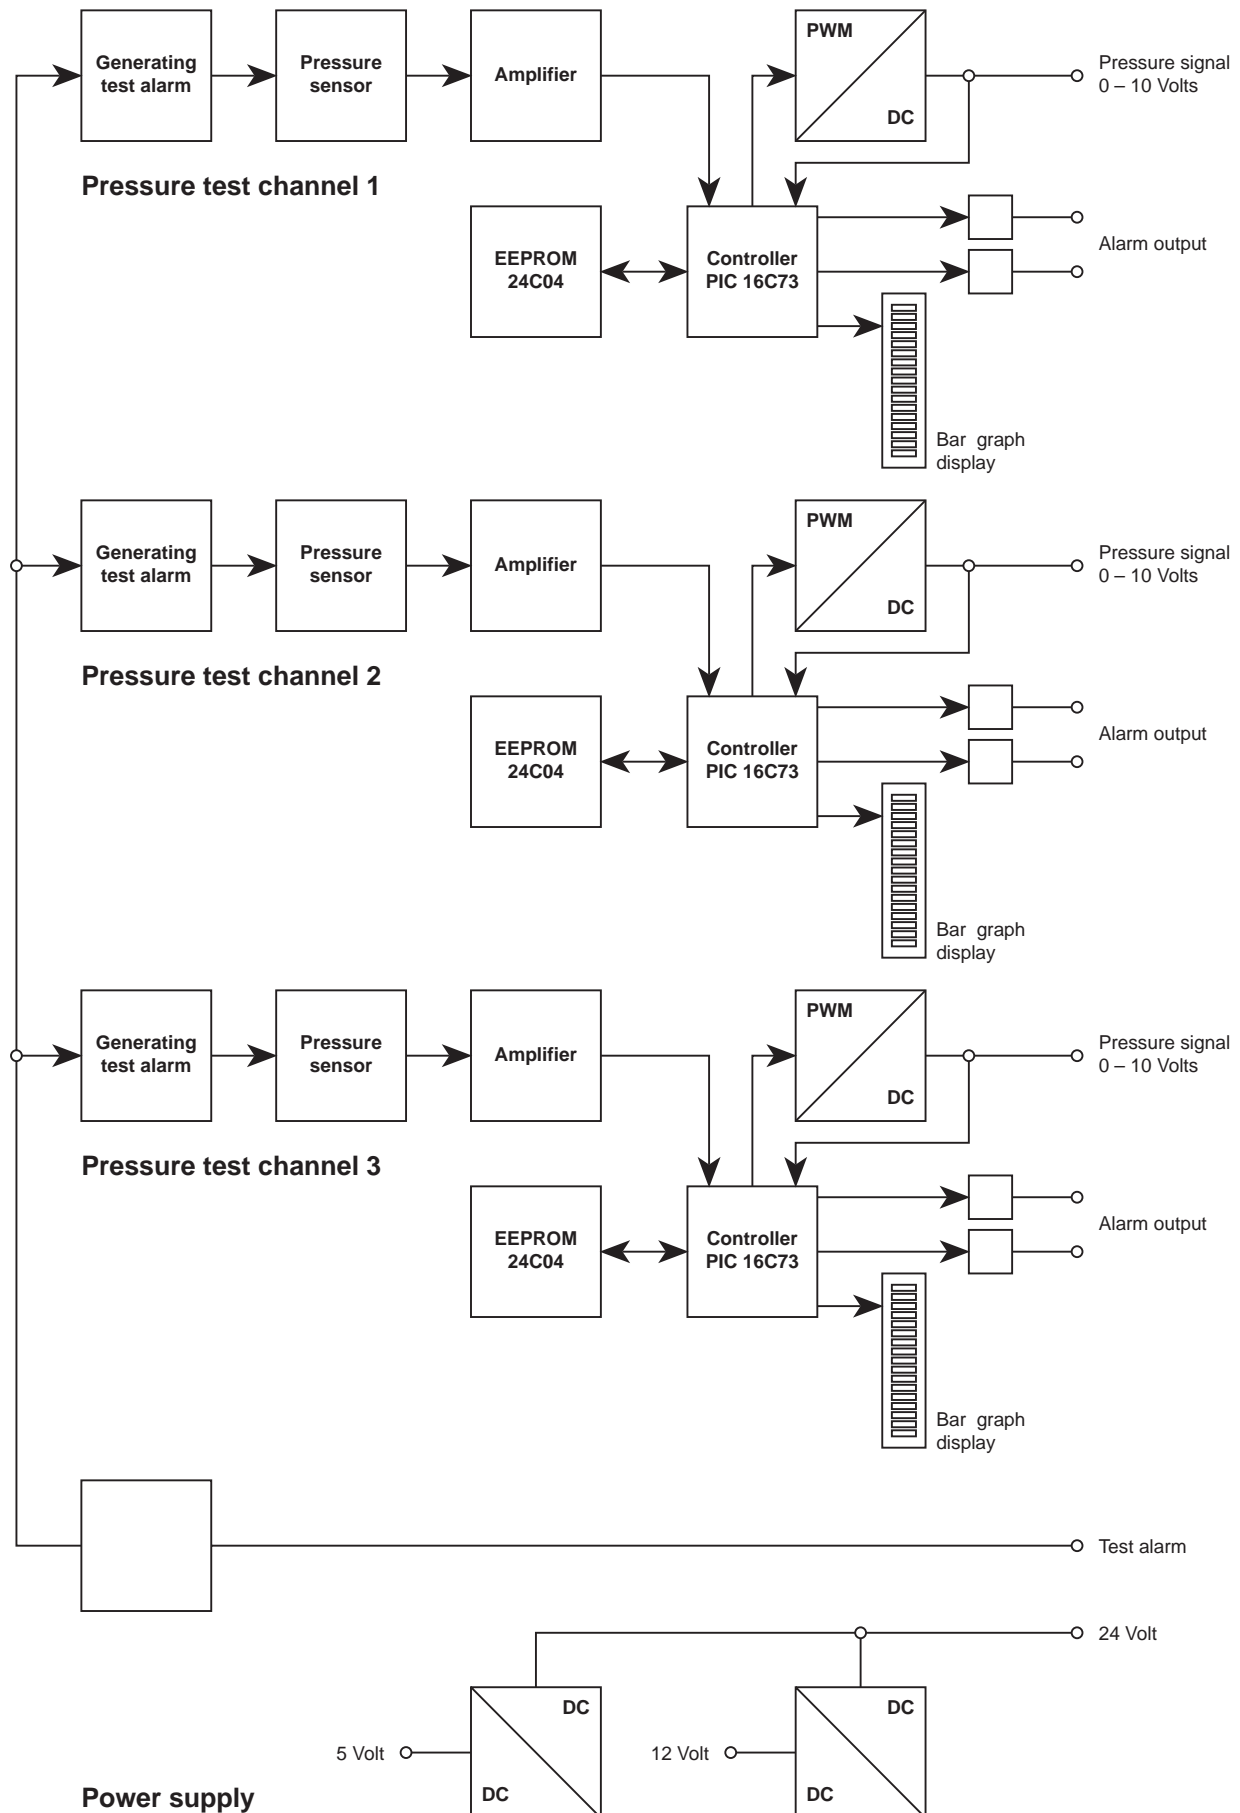 Generating
test alarm
Pressure
sensor
Amplifier
PWM
DC
Pressure signal
0 – 10 Volts
Pressure test channel 1
EEPROM
24C04
Controller
PIC 16C73
Alarm output
Bar graph
display
Generating
test alarm
Pressure
sensor
Amplifier
PWM
DC
Pressure signal
0 – 10 Volts
Pressure test channel 2
EEPROM
24C04
Controller
PIC 16C73
Alarm output
Bar graph
display
Generating
test alarm
Pressure
sensor
Amplifier
PWM
DC
Pressure signal
0 – 10 Volts
Pressure test channel 3
EEPROM
24C04
Controller
PIC 16C73
Alarm output
Bar graph
display
Test alarm
24 Volt
DC
DC
5 Volt
12 Volt
DC
DC
Power supply